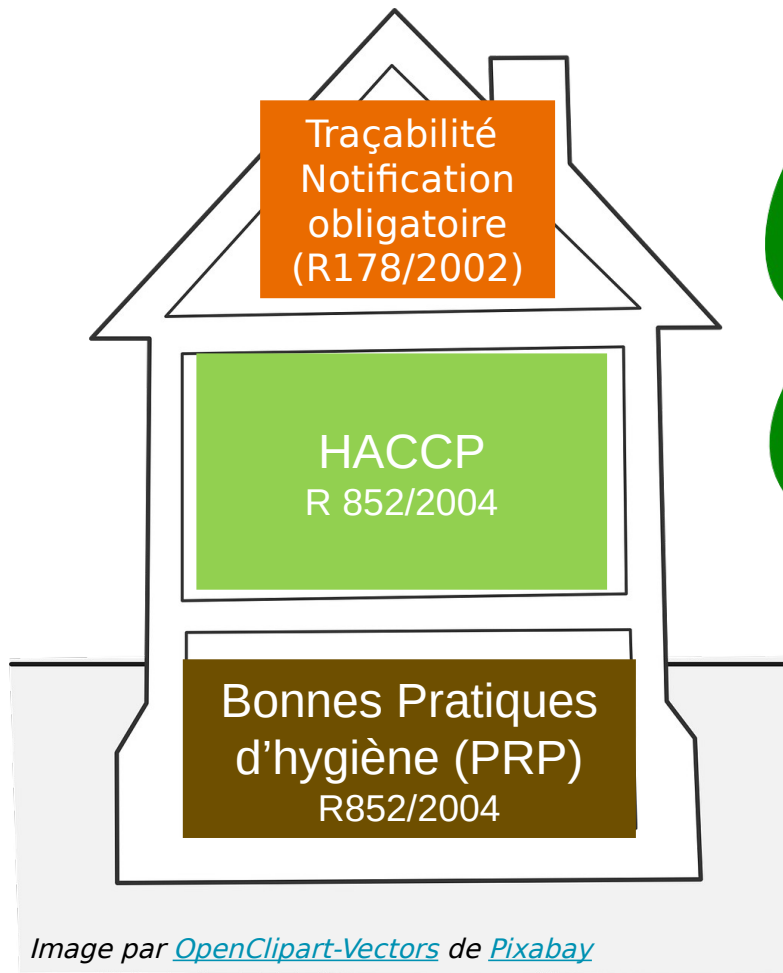 Traçabilité
Notification
obligatoire
(R178/2002)
HACCP
R 852/2004
Bonnes Pratiques
d’hygiène (PRP)
R852/2004
Image par OpenClipart-Vectors de Pixabay